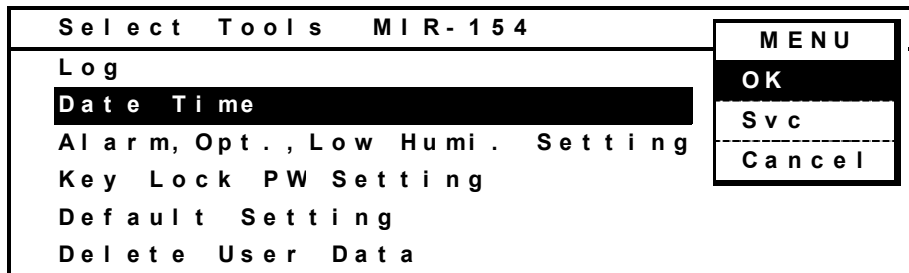 Select Tools MIR-154
Log
Date Time
Alarm,Opt.,Low Humi. Setting
Key Lock PW Setting
Default Setting
Delete User Data
MENU
OK
Svc
Cancel